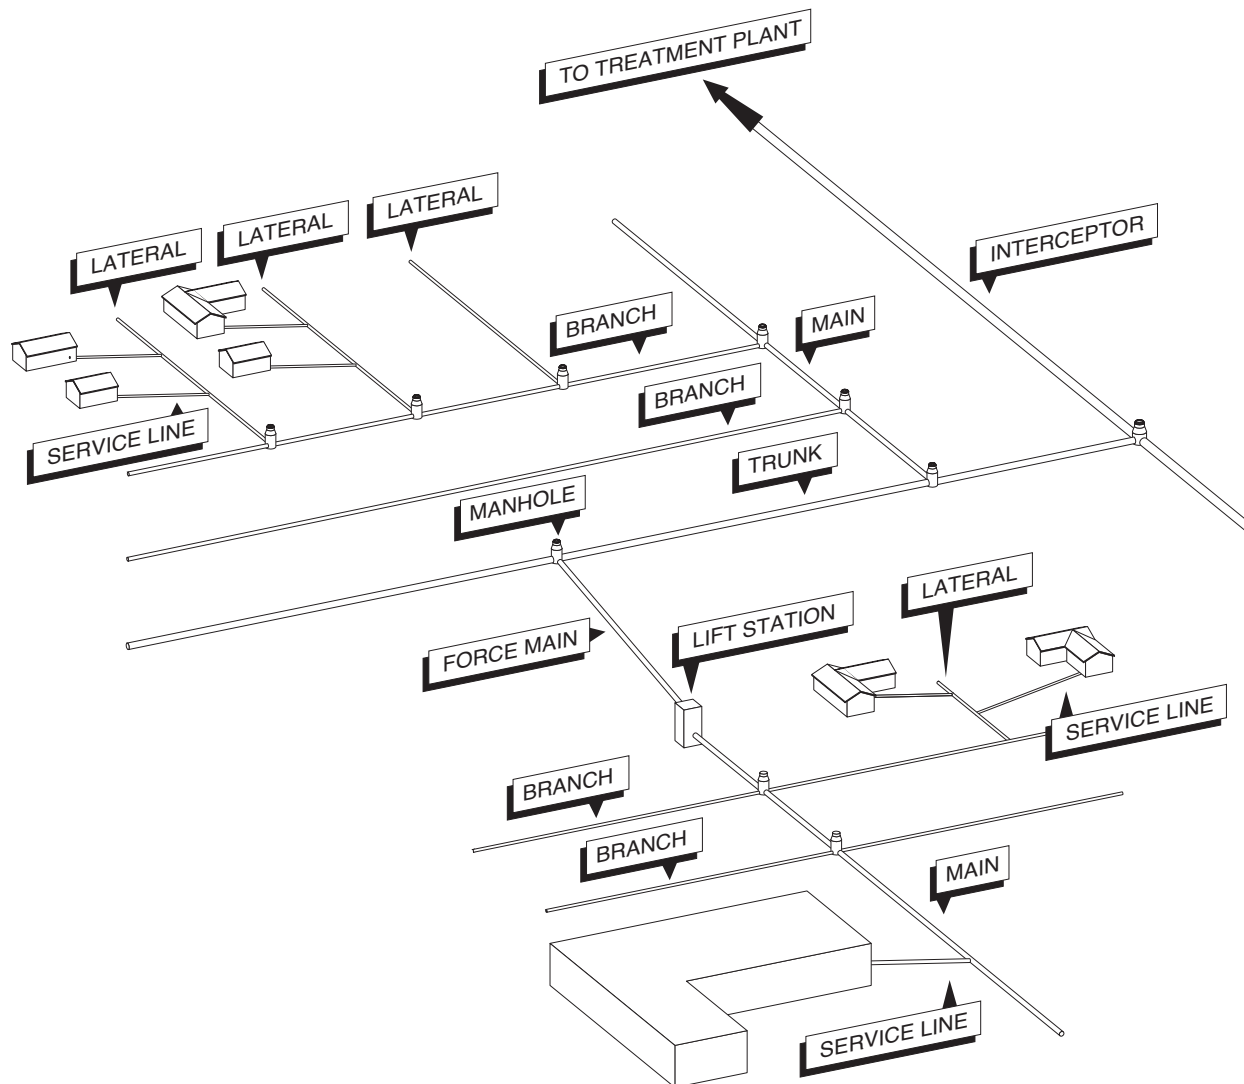 TO TREATMENT PLANT
LATERAL
LATERAL
LATERAL
INTERCEPTOR
BRANCH
MAIN
BRANCH
SERVICE LINE
TRUNK
MANHOLE
LATERAL
LIFT STATION
FORCE MAIN
SERVICE LINE
BRANCH
BRANCH
MAIN
SERVICE LINE